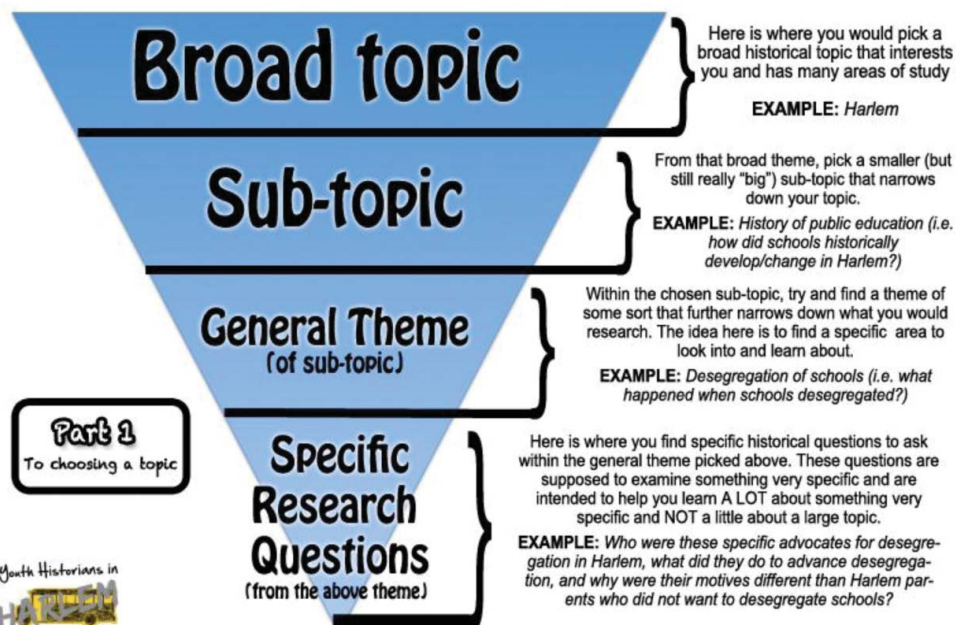 Broad topic
Here is where you would pick a
broad historical topic that interests
you and has many areas of study
EXAMPLE: Harlem
Sub-topic
From that broad theme, pick a smaller (but
still really "big") sub-topic that narrows
down your topic.
EXAMPLE: History of public education (i.e.
how did schools historically
develop/change in Harlem?)
General Theme
(of sub-topic)
Within the chosen sub-topic, try and find a theme of
some sort that further narrows down what you would
research. The idea here is to find a specific area to
look into and learn about.
EXAMPLE: Desegregation of schools (i.e. what
happened when schools desegregated?)
Part 1
To choosing a topic
Specific
Research
Questions
(from the above theme)
Here is where you find specific historical questions to ask
within the general theme picked above. These questions are
supposed to examine something very specific and are
intended to help you learn A LOT about something very
specific and NOT a little about a large topic.
EXAMPLE: Who were these specific advocates for desegre-
gation in Harlem, what did they do to advance desegrega-
tion, and why were their motives different than Harlem par-
ents who did not want to desegregate schools?
Youth Historians in
HARLEM